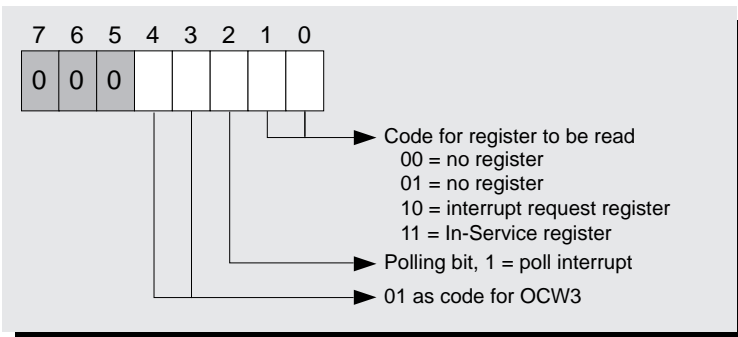 7 6 5 4 3 2 1 0
0 0 0
Code for register to be read
00 = no register
01 = no register
10 = interrupt request register
11 = In-Service register
Polling bit, 1 = poll interrupt
01 as code for OCW3